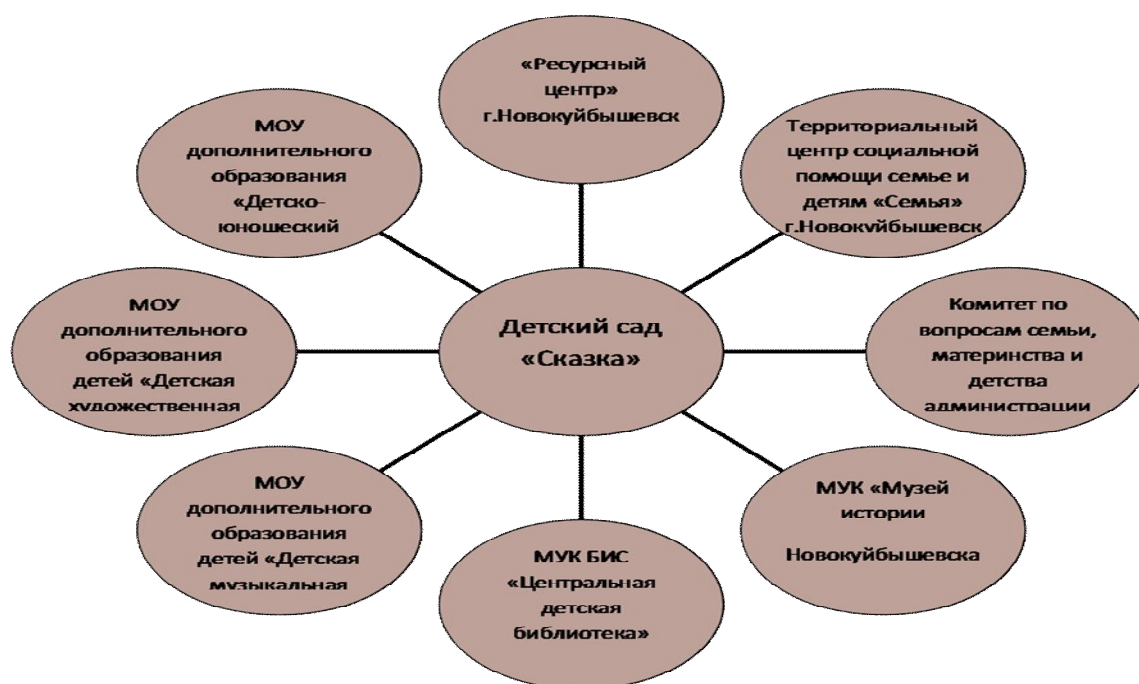 «Ресурсный
центр»
г.Новокуйбышевск
Территориальный
центр социальной
помощи семье и
детям «Семья»
г.Новокуйбышевск
Комитет по
вопросам семьи,
материнства и
детства
администрации
МУК «Музей
истории
Новокуйбышевска
МУК БИС
«Центральная
детская
библиотека»
МОУ
дополнительного
образования
детей «Детская
музыкальная
МОУ
дополнительного
образования
детей «Детская
художественная
МОУ
дополнительного
образования
«Детско-
юношеский
Детский сад
«Сказка»